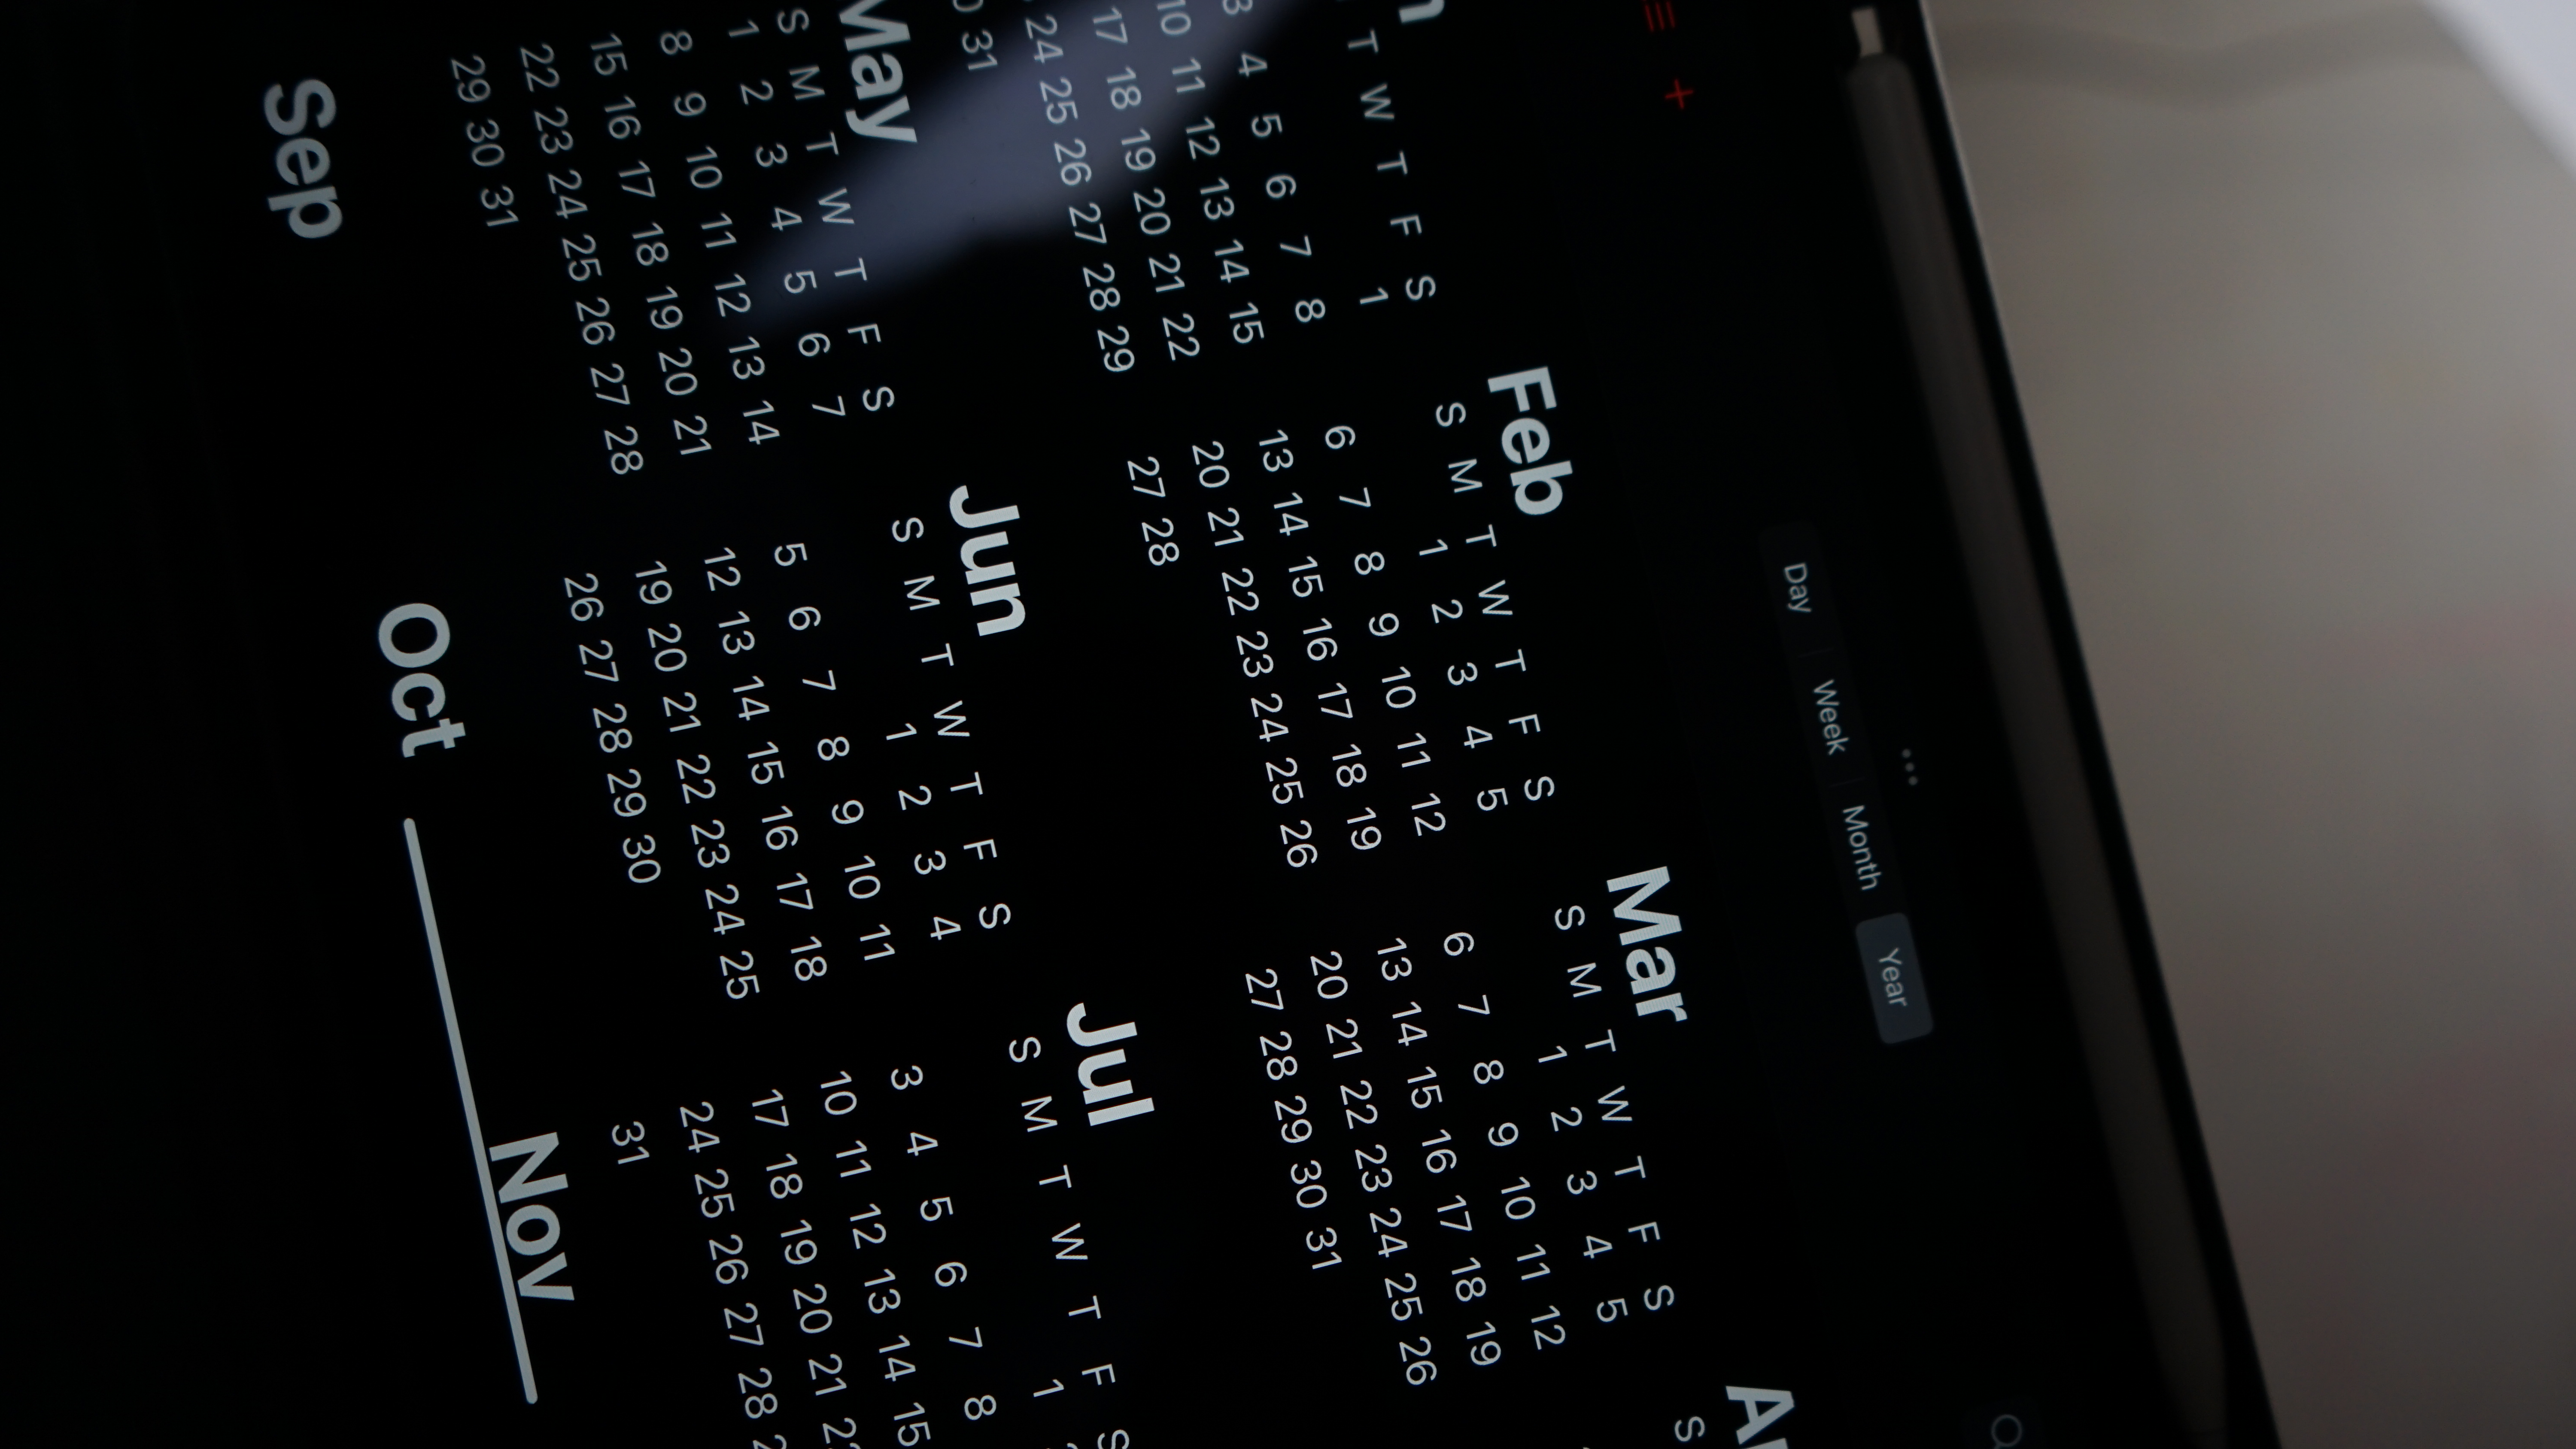 Day Week Month Year
Feb
S M T W T F S
1 2 3 4 5
6 7 8 9 10 11 12
13 14 15 16 17 18 19
20 21 22 23 24 25 26
27 28
Mar
S M T W T F S
1 2 3 4 5
6 7 8 9 10 11 12
13 14 15 16 17 18 19
20 21 22 23 24 25 26
27 28 29 30 31
S
T W T F S
1
3 4 5 6 7 8
10 11 12 13 14 15
17 18 19 20 21 22
24 25 26 27 28 29
31
May
S M T W T F S
1 2 3 4 5 6 7
8 9 10 11 12 13 14
15 16 17 18 19 20 21
22 23 24 25 26 27 28
29 30 31
Jun
S M T W T F S
1 2 3 4
5 6 7 8 9 10 11
12 13 14 15 16 17 18
19 20 21 22 23 24 25
26 27 28 29 30
Jul
S M T W T F S
1
3 4 5 6 7 8
10 11 12 13 14 15
17 18 19 20 21
24 25 26 27 28
31
Sep
Oct
Nov